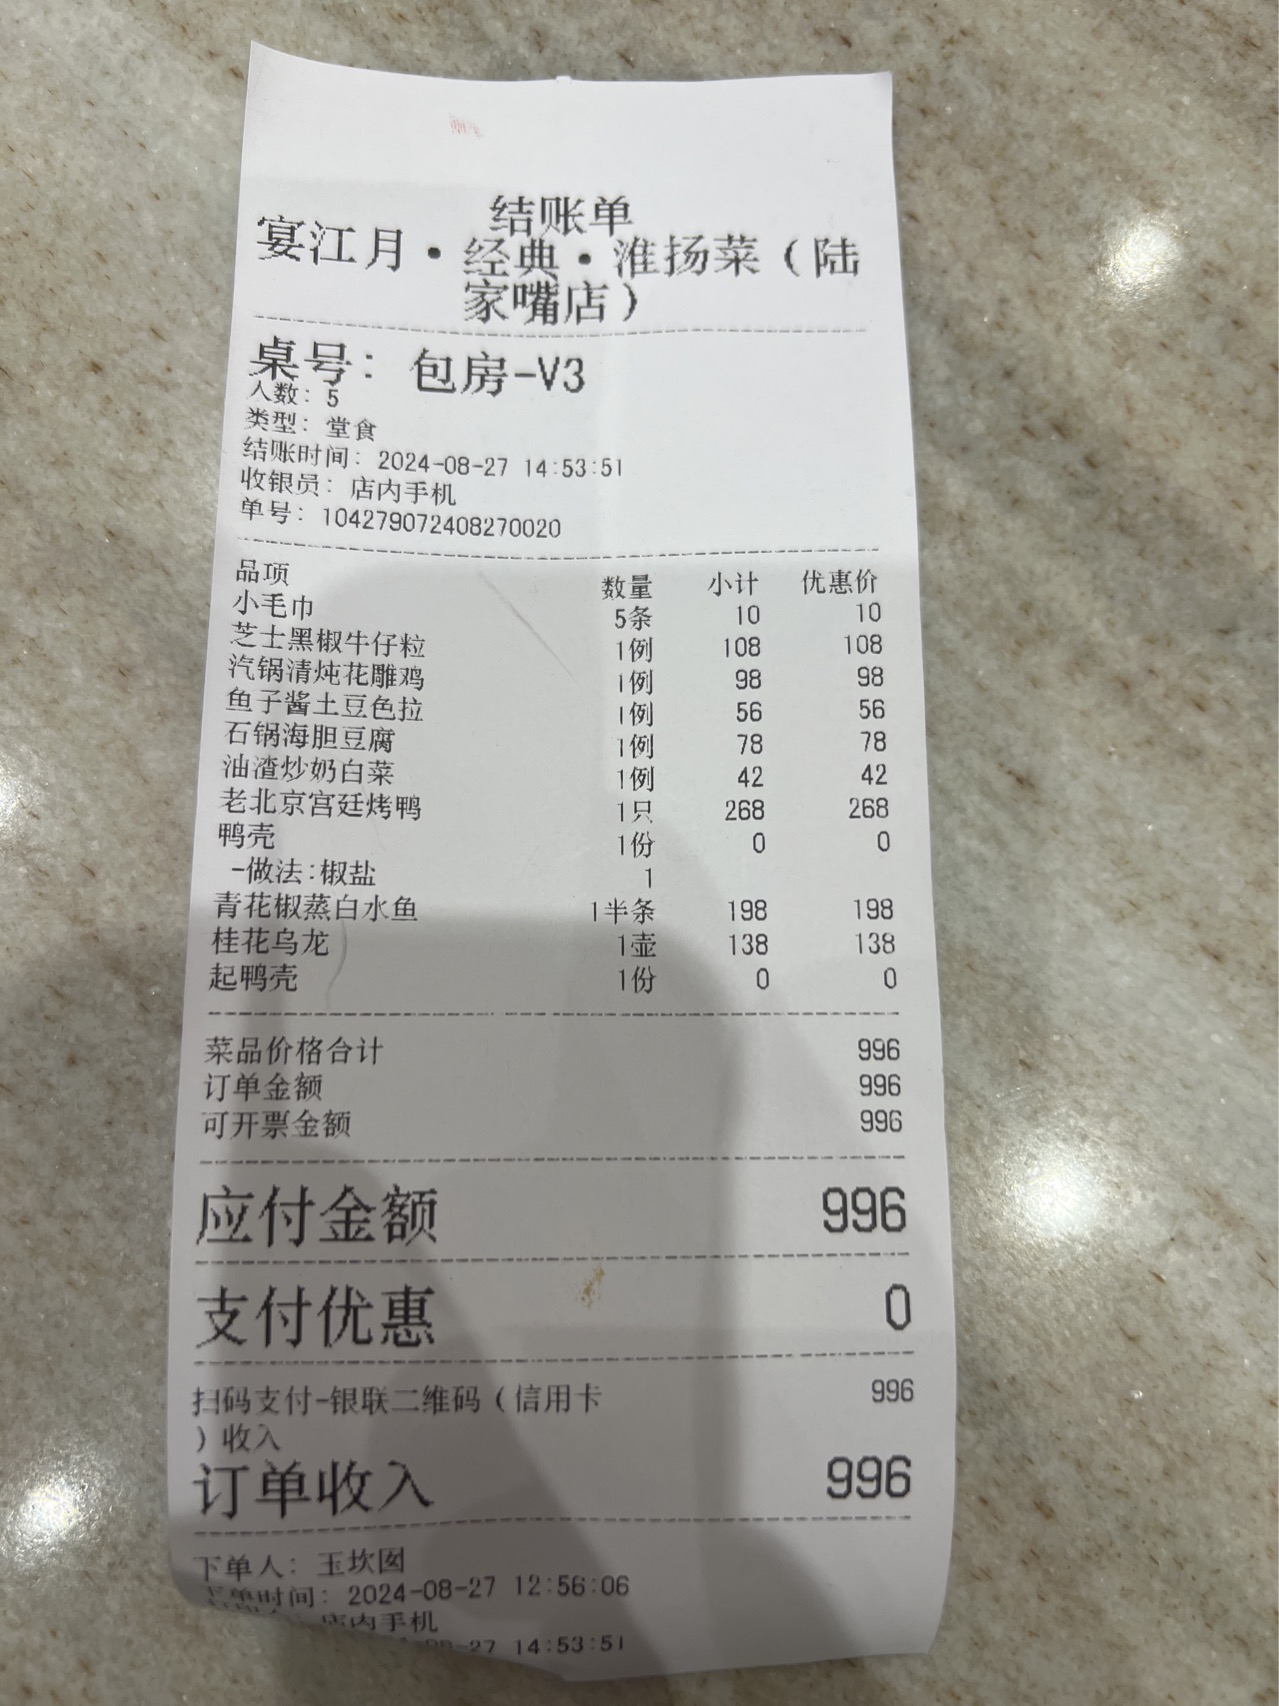 结账单
宴江月·经典·淮扬菜（陆
家嘴店）
桌号：包房-V3
人数：5
类型：堂食
结账时间：2024-08-27 14:53:51
收银员：店内手机
单号：104279072408270020
品项 数量 小计 优惠价
小毛巾 5条 10 10
芝士黑椒牛仔粒 1例 108 108
汽锅清炖花雕鸡 1例 98 98
鱼子酱土豆色拉 1例 56 56
石锅海胆豆腐 1例 78 78
油渣炒奶白菜 1例 42 42
老北京宫廷烤鸭 1只 268 268
鸭壳 1份 0 0
-做法:椒盐 1
青花椒蒸白水鱼 1半条 198 198
桂花乌龙 1壶 138 138
起鸭壳 1份 0 0
菜品价格合计 996
订单金额 996
可开票金额 996
应付金额 996
支付优惠 0
扫码支付-银联二维码（信用卡 996
）收入
订单收入 996
下单人：玉坎囡
下单时间：2024-08-27 12:56:06
店内手机
-27 14:53:51